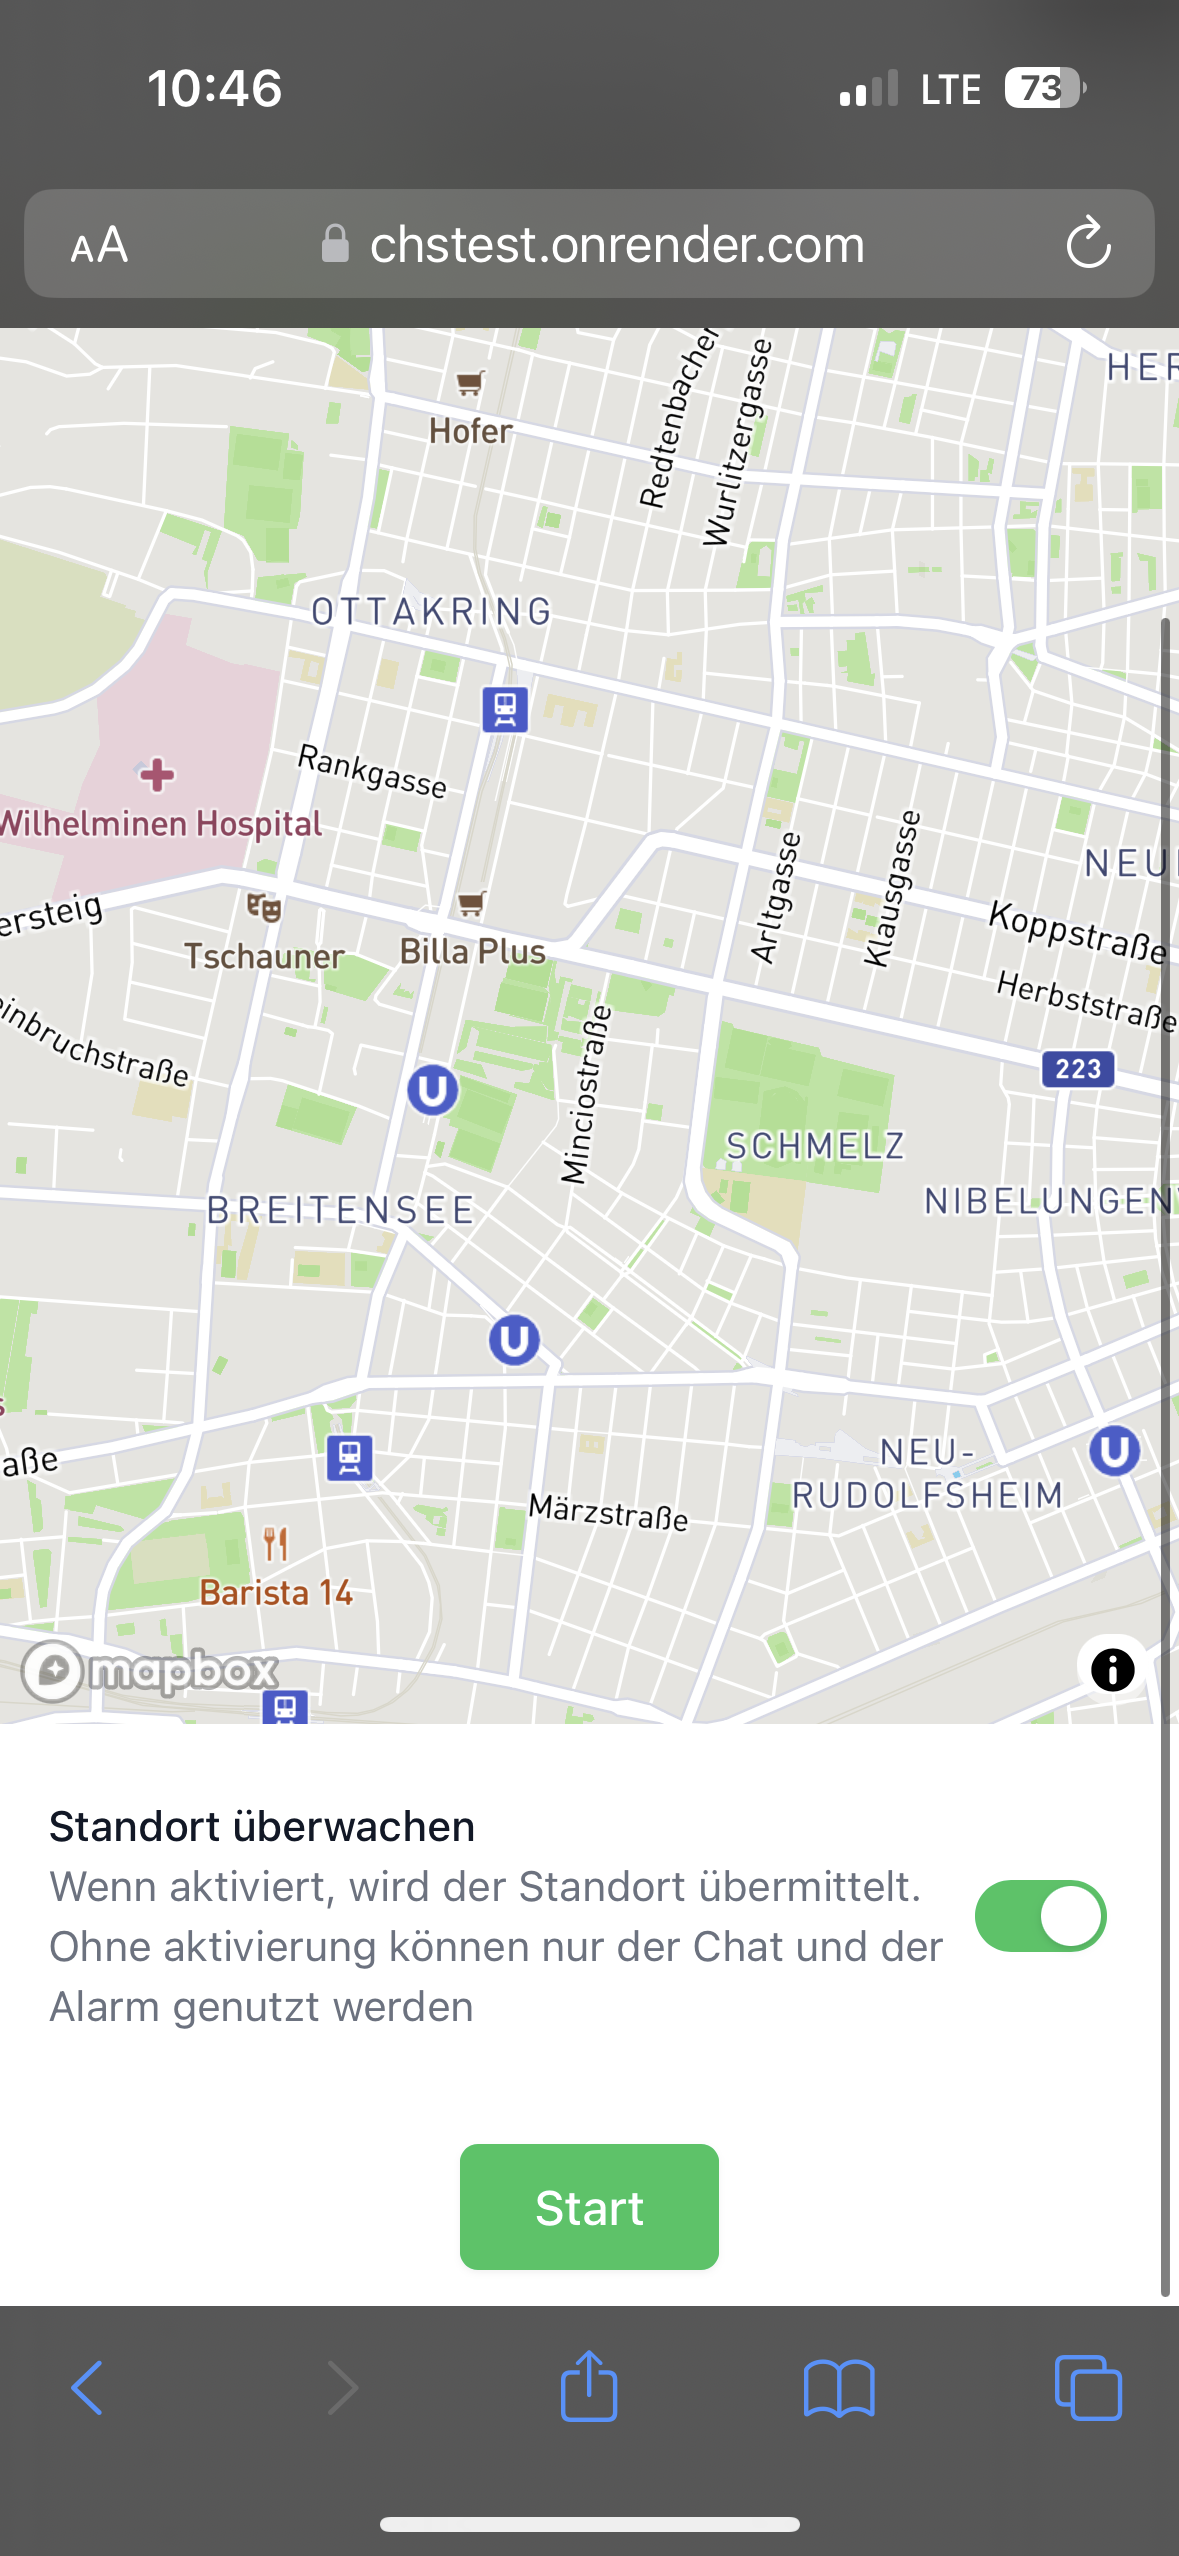 10:46
LTE
73
AA
chstest.onrender.com
HER
Redtenbacher
Wurlitzergasse
Hofer
OTTAKRING
Rankgasse
Wilhelminen Hospital
Arltgasse
Klausgasse
NEU
ersteig
Koppstraße
Tschauner
Billa Plus
Herbststraße
einbruchstraße
Minciostraße
223
U
SCHMELZ
BREITENSEE
NIBELUNGEN
U
s
aße
NEU-
RUDOLFSHEIM
U
Märzstraße
Barista 14
mapbox
Standort überwachen
Wenn aktiviert, wird der Standort übermittelt.
Ohne aktivierung können nur der Chat und der
Alarm genutzt werden
Start